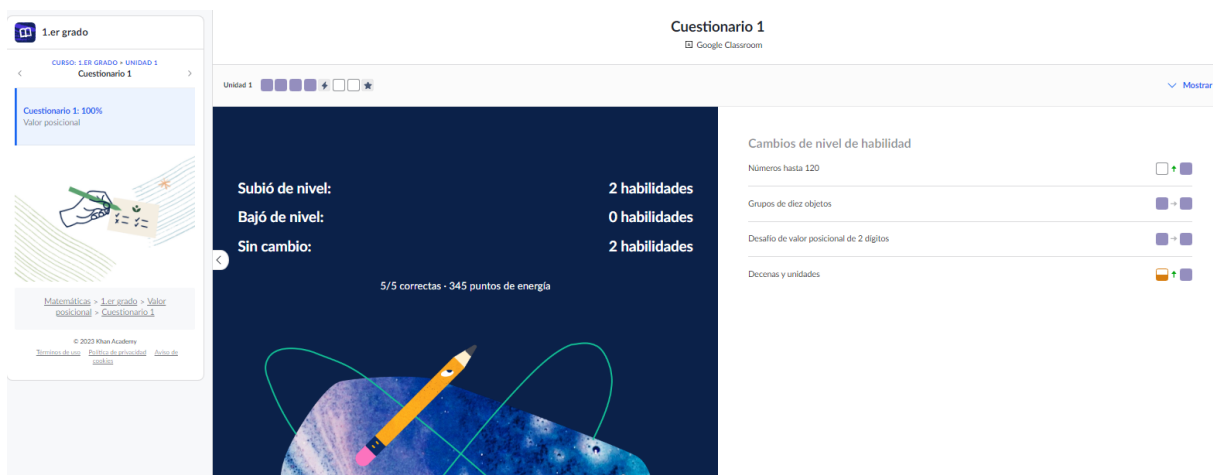 1.er grado
CURSO: 1.ER GRADO • UNIDAD 1
Cuestionario 1
Cuestionario 1: 100%
Valor posicional
Matemáticas > 1.er grado > Valor
posicional > Cuestionario 1
© 2023 Khan Academy
Términos de uso Política de privacidad Aviso de
cookies
Cuestionario 1
Google Classroom
Unidad 1
Mostrar
Subió de nivel: 2 habilidades
Bajó de nivel: 0 habilidades
Sin cambio: 2 habilidades
5/5 correctas · 345 puntos de energía
Cambios de nivel de habilidad
Números hasta 120
Grupos de diez objetos
Desafío de valor posicional de 2 dígitos
Decenas y unidades